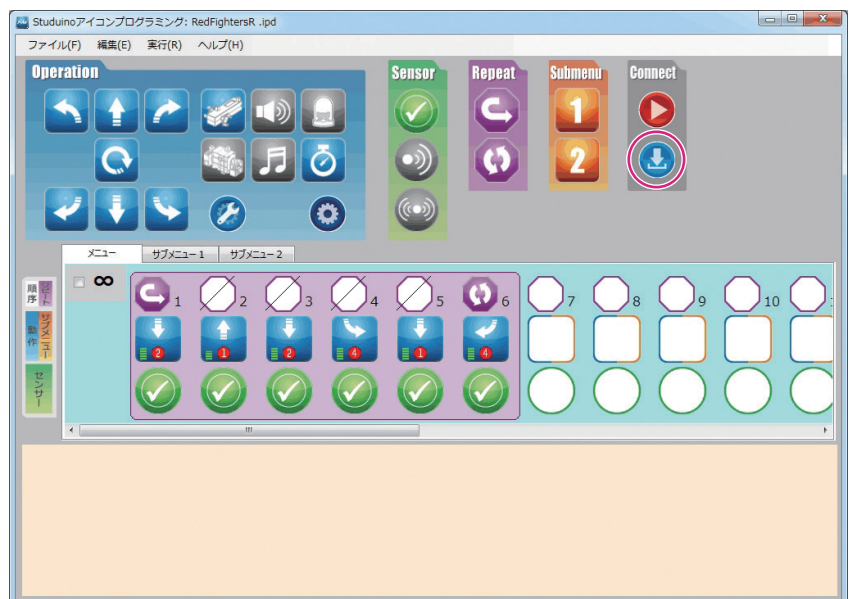 Studuinoアイコンプログラミング: RedFightersR .ipd
ファイル(F) 編集(E) 実行(R) ヘルプ(H)
Operation
Sensor
Repeat
Submenu
Connect
1
2
メニュー サブメニュー1 サブメニュー2
順序
リピート
動作
サブメニュー
センサー
∞
1 2 3 4 5 6 7 8 9 10
2 1 2 4 1 4